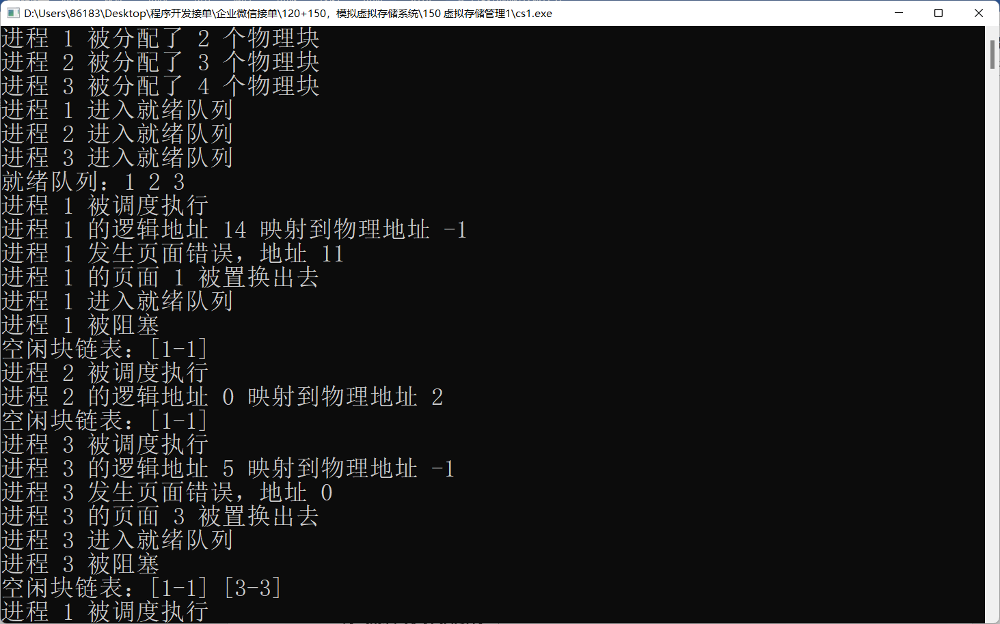 D:\Users\86183\Desktop\程序开发接单\企业微信接单\120+150，模拟虚拟存储系统\150 虚拟存储管理1\cs1.exe
进程 1 被分配了 2 个物理块
进程 2 被分配了 3 个物理块
进程 3 被分配了 4 个物理块
进程 1 进入就绪队列
进程 2 进入就绪队列
进程 3 进入就绪队列
就绪队列：1 2 3
进程 1 被调度执行
进程 1 的逻辑地址 14 映射到物理地址 -1
进程 1 发生页面错误，地址 11
进程 1 的页面 1 被置换出去
进程 1 进入就绪队列
进程 1 被阻塞
空闲块链表：[1-1]
进程 2 被调度执行
进程 2 的逻辑地址 0 映射到物理地址 2
空闲块链表：[1-1]
进程 3 被调度执行
进程 3 的逻辑地址 5 映射到物理地址 -1
进程 3 发生页面错误，地址 0
进程 3 的页面 3 被置换出去
进程 3 进入就绪队列
进程 3 被阻塞
空闲块链表：[1-1] [3-3]
进程 1 被调度执行